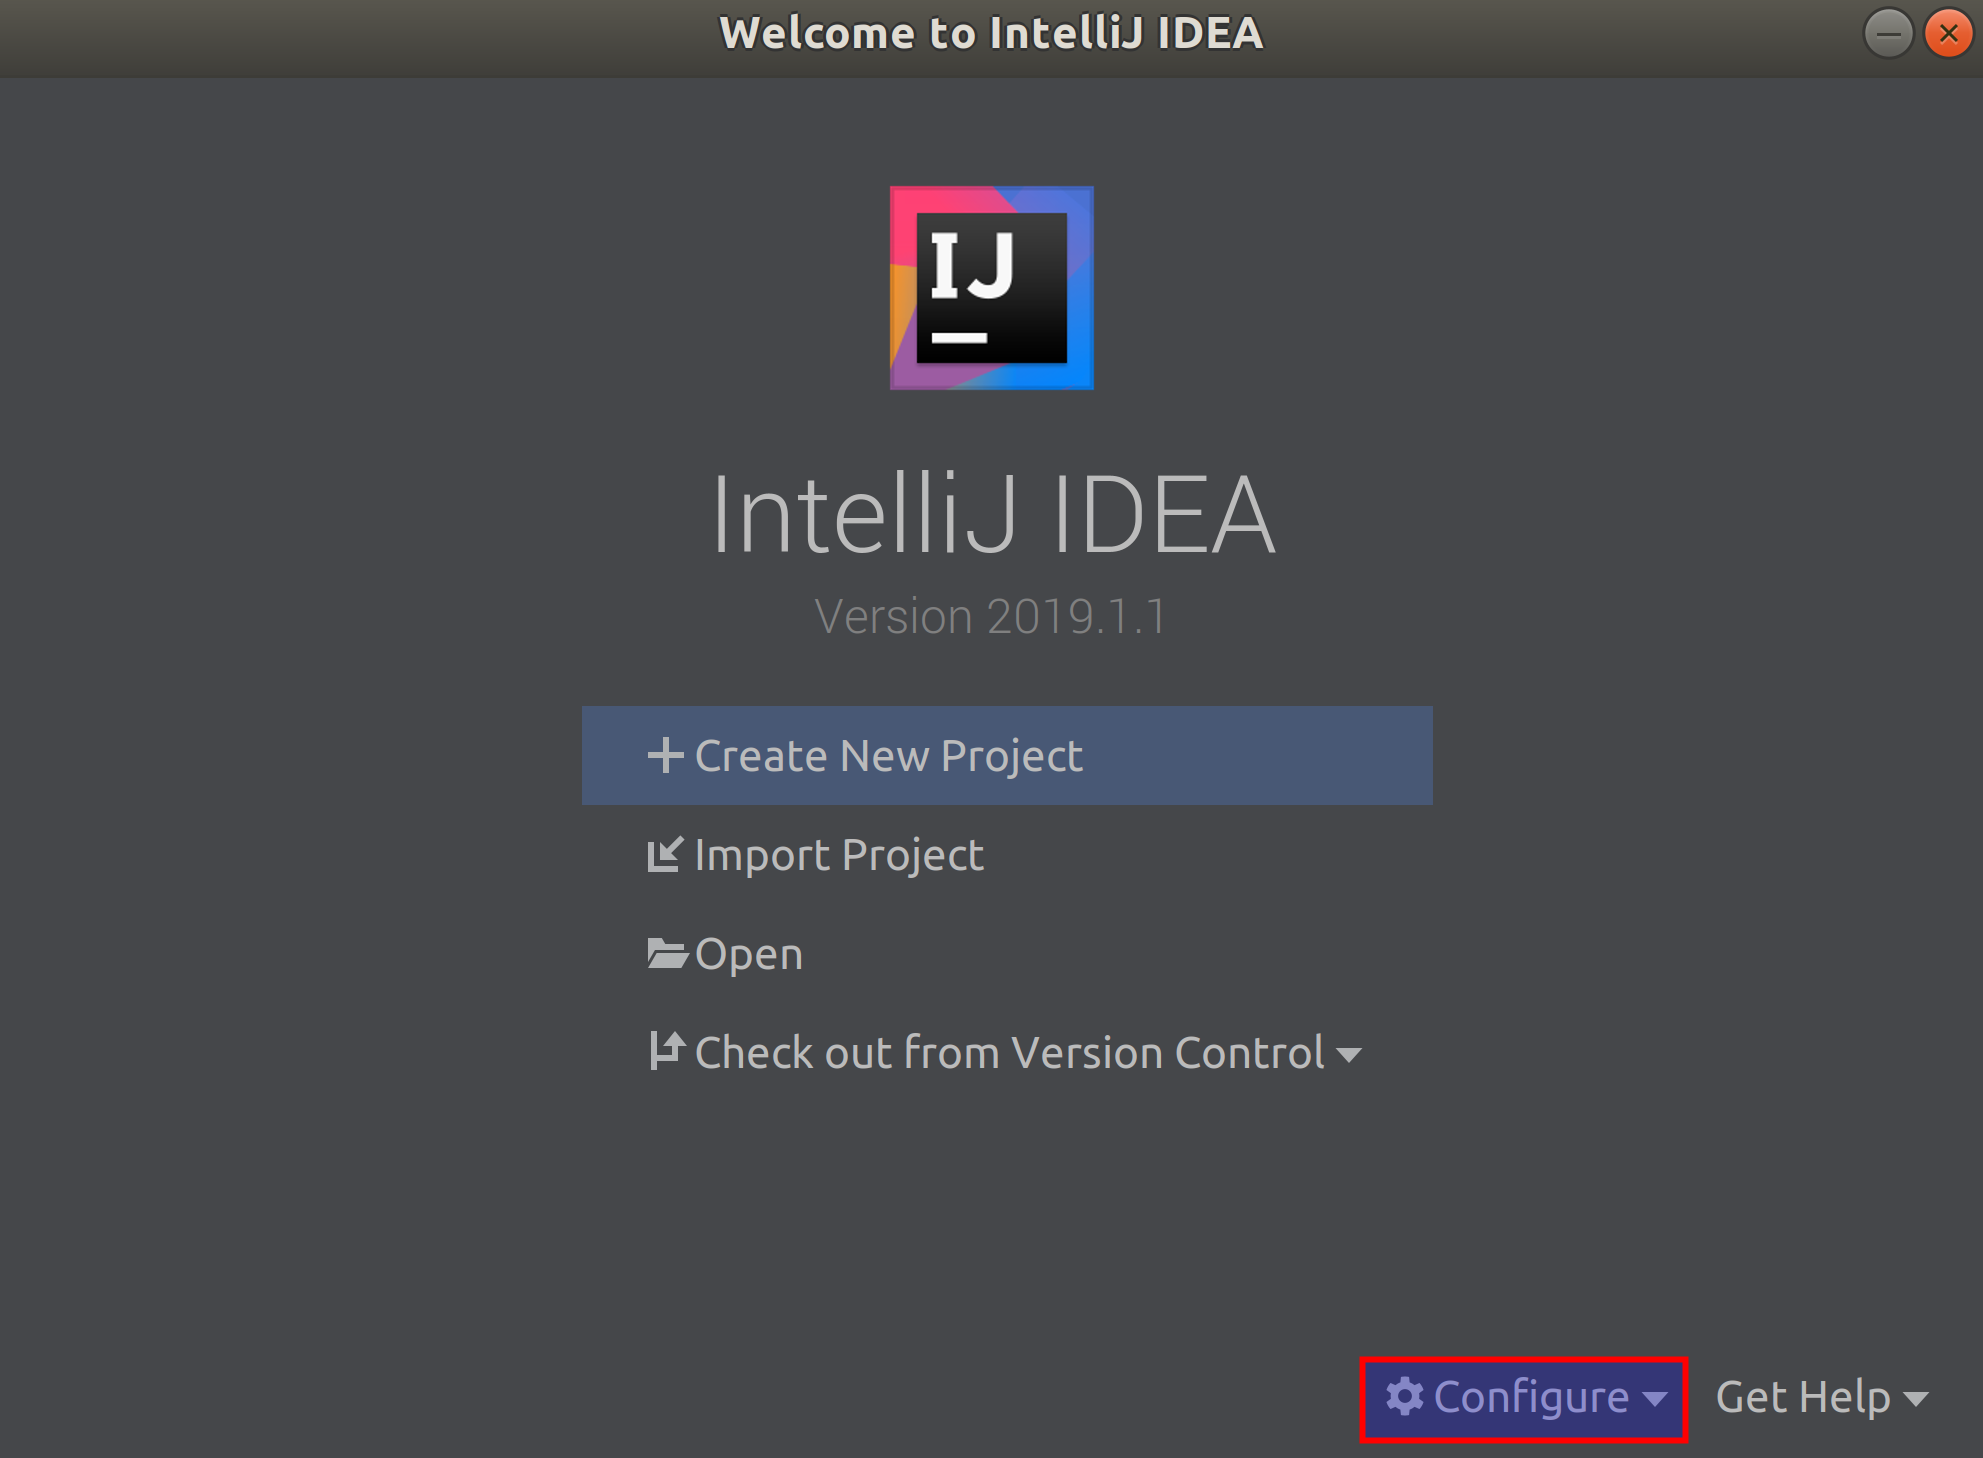 Welcome to IntelliJ IDEA
IJ
IntelliJ IDEA
Version 2019.1.1
Create New Project
Import Project
Open
Check out from Version Control
Configure
Get Help